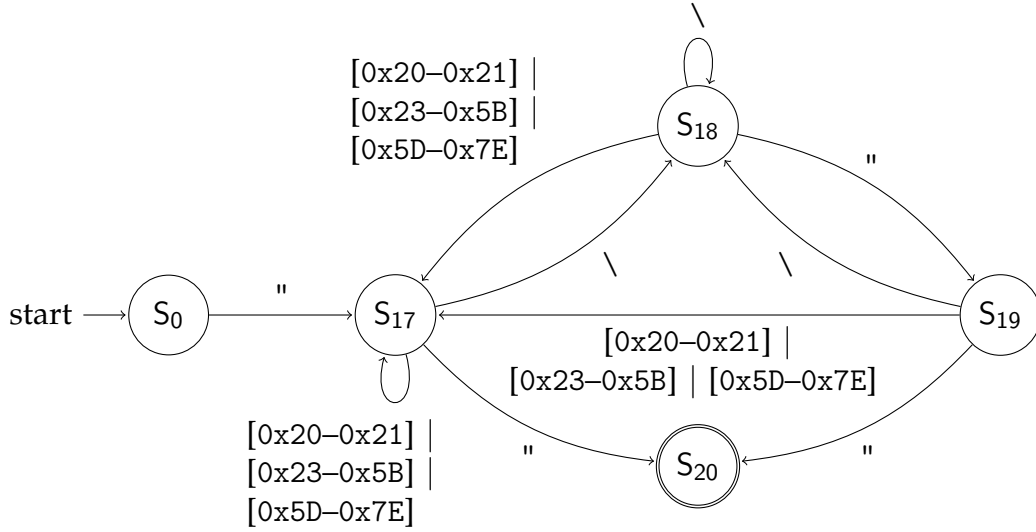 \
[0x20–0x21] |
[0x23–0x5B] |
[0x5D–0x7E]
S18
"
\
\
"
start
S0
S17
S19
[0x20–0x21] |
[0x23–0x5B] | [0x5D–0x7E]
[0x20–0x21] |
[0x23–0x5B] |
[0x5D–0x7E]
"
S20
"